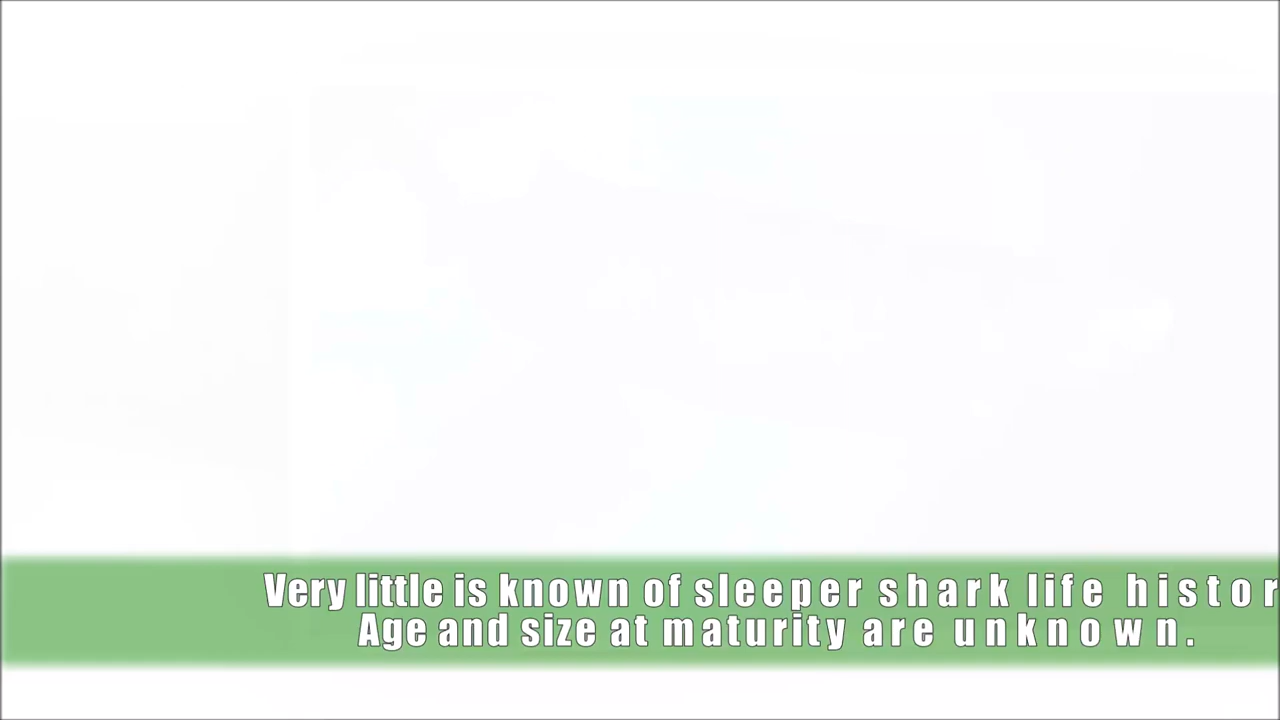 Very little is known of sleeper shark life histor
Age and size at maturity are unknown.